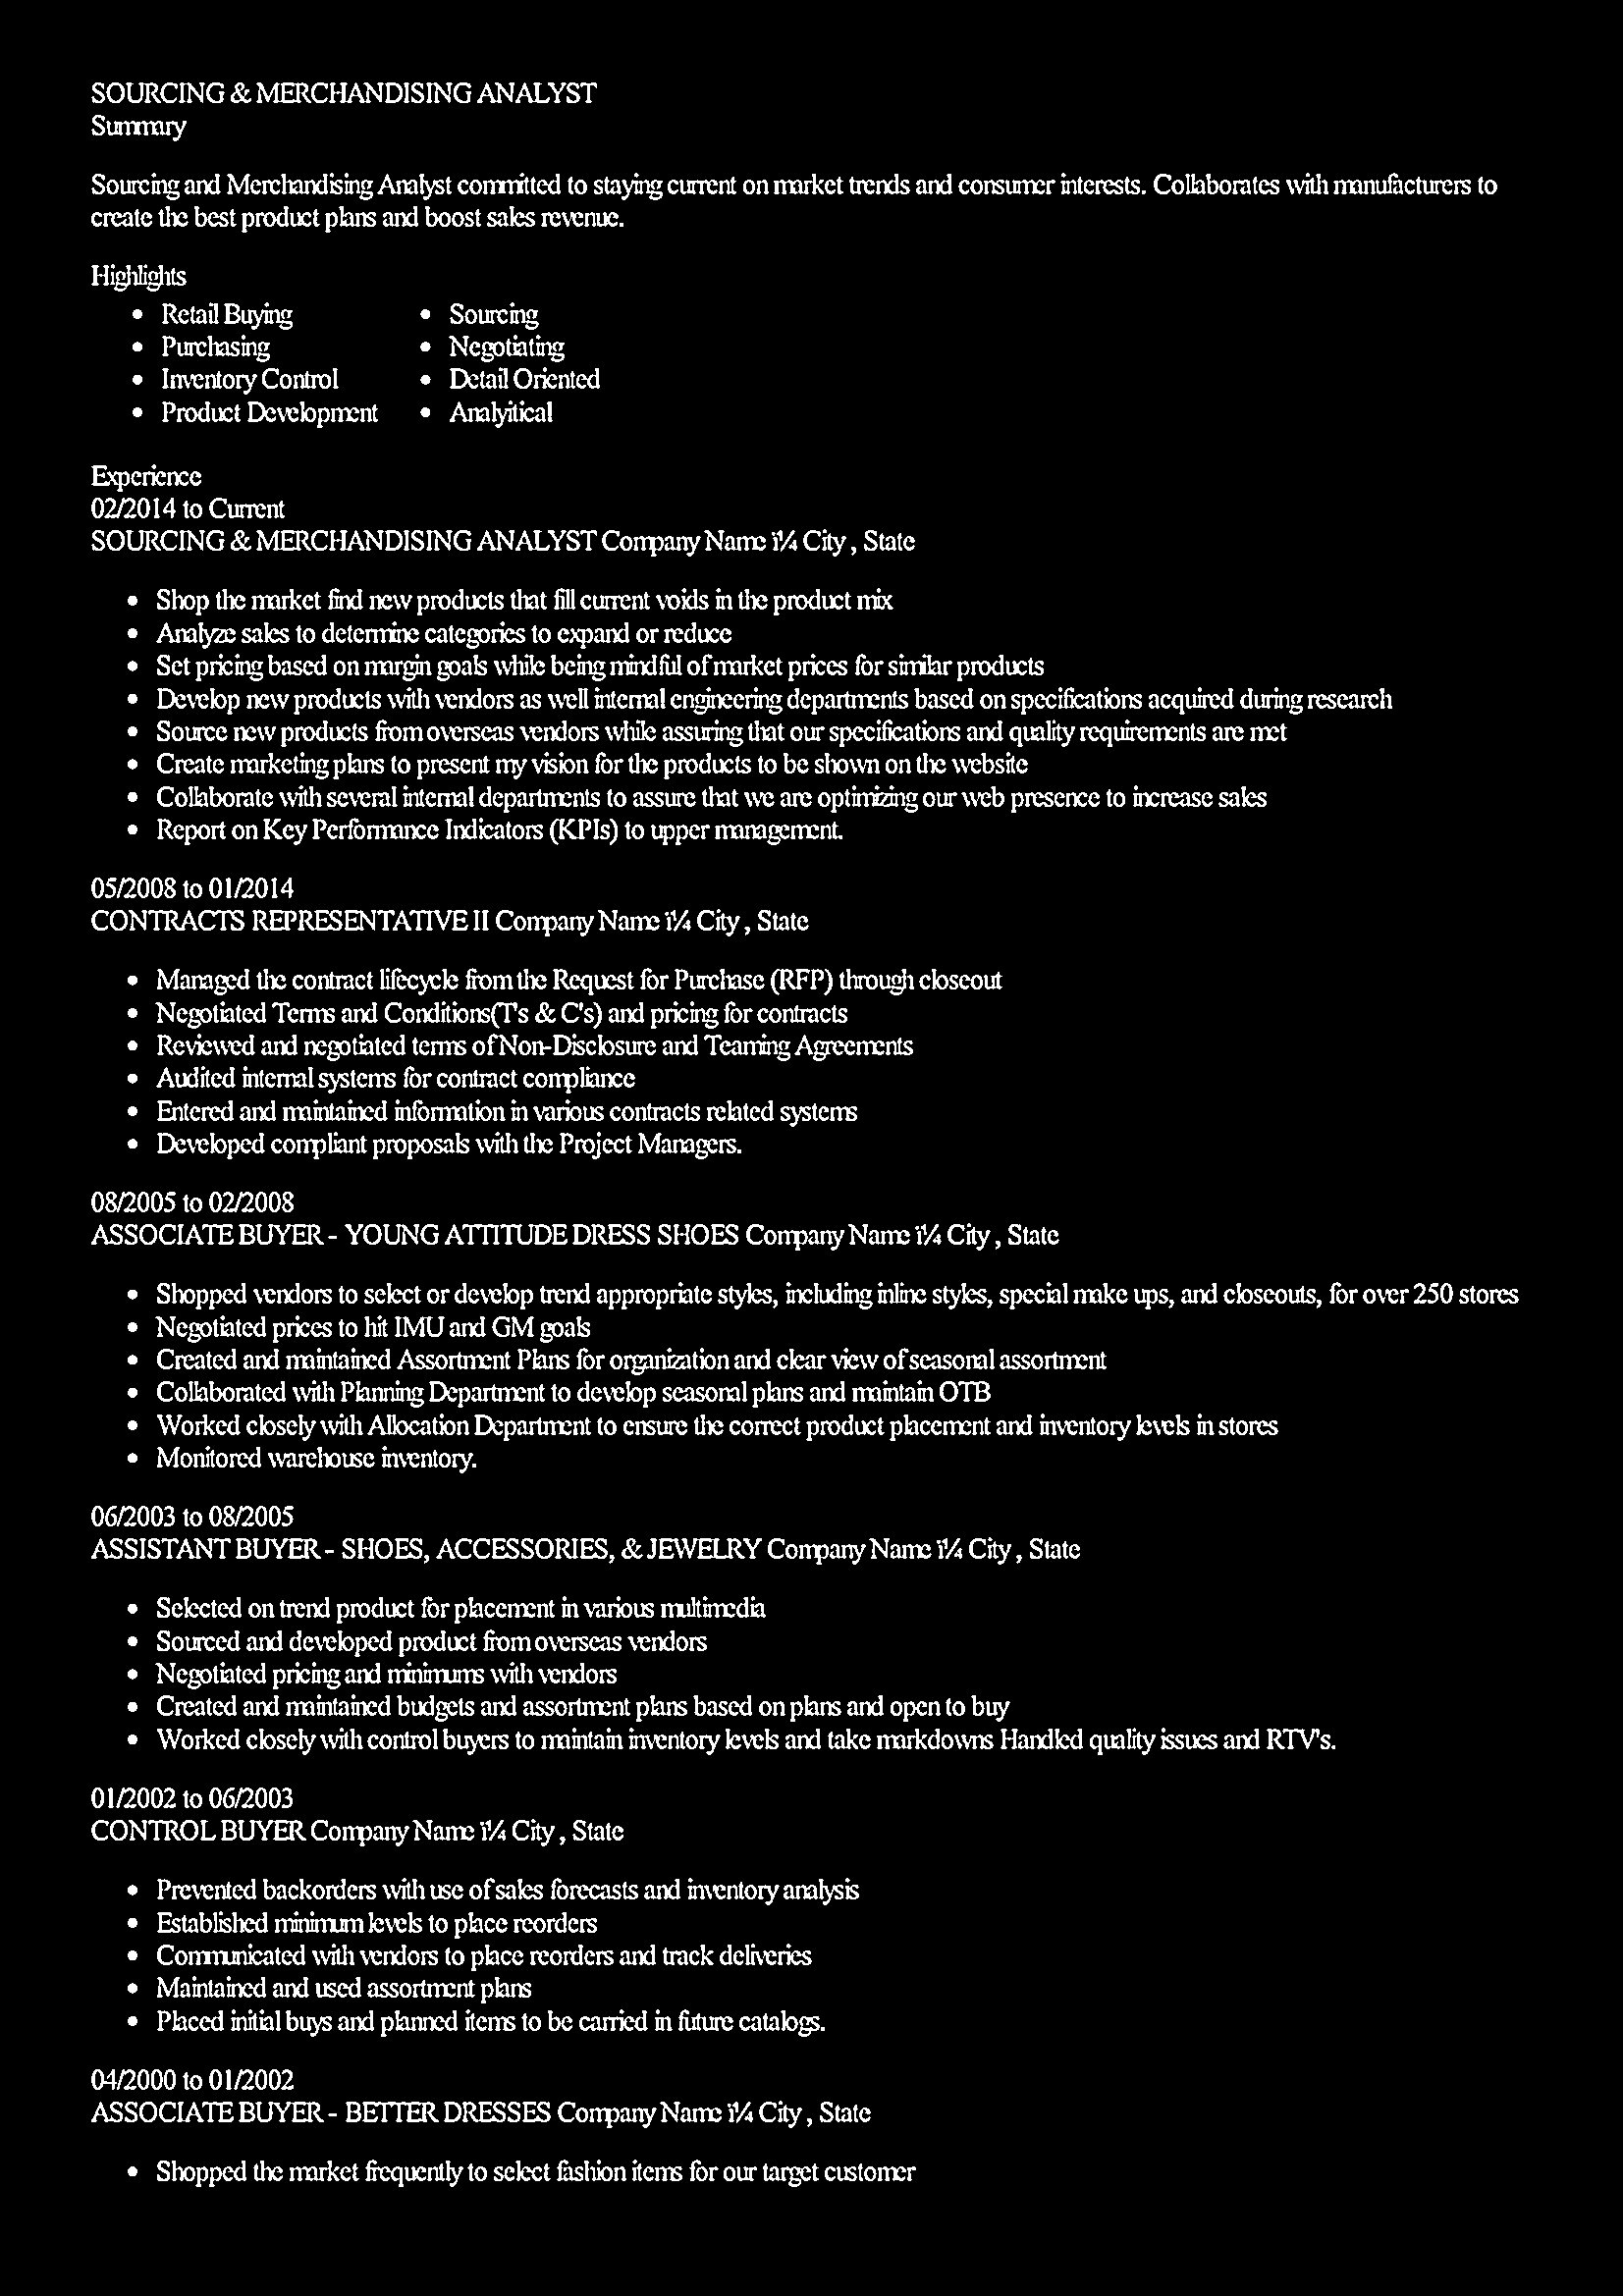 SOURCING & MERCHANDISING ANALYST
Summary
Sourcing and Merchandising Analyst committed to staying current on market trends and consumer interests. Collaborates with manufacturers to
create the best product plans and boost sales revenue.
Highlights
• Retail Buying
• Purchasing
• Inventory Control
• Product Development
• Sourcing
• Negotiating
• Detail Oriented
• Analyitical
Experience
02/2014 to Current
SOURCING & MERCHANDISING ANALYST Company Name ï¼ City , State
• Shop the market find new products that fill current voids in the product mix
• Analyze sales to determine categories to expand or reduce
• Set pricing based on margin goals while being mindful of market prices for similar products
• Develop new products with vendors as well internal engineering departments based on specifications acquired during research
• Source new products from overseas vendors while assuring that our specifications and quality requirements are met
• Create marketing plans to present my vision for the products to be shown on the website
• Collaborate with several internal departments to assure that we are optimizing our web presence to increase sales
• Report on Key Performance Indicators (KPIs) to upper management.
05/2008 to 01/2014
CONTRACTS REPRESENTATIVE II Company Name ï¼ City , State
• Managed the contract lifecycle from the Request for Purchase (RFP) through closeout
• Negotiated Terms and Conditions(T's & C's) and pricing for contracts
• Reviewed and negotiated terms of Non-Disclosure and Teaming Agreements
• Audited internal systems for contract compliance
• Entered and maintained information in various contracts related systems
• Developed compliant proposals with the Project Managers.
08/2005 to 02/2008
ASSOCIATE BUYER - YOUNG ATTITUDE DRESS SHOES Company Name ï¼ City , State
• Shopped vendors to select or develop trend appropriate styles, including inline styles, special make ups, and closeouts, for over 250 stores
• Negotiated prices to hit IMU and GM goals
• Created and maintained Assortment Plans for organization and clear view of seasonal assortment
• Collaborated with Planning Department to develop seasonal plans and maintain OTB
• Worked closely with Allocation Department to ensure the correct product placement and inventory levels in stores
• Monitored warehouse inventory.
06/2003 to 08/2005
ASSISTANT BUYER - SHOES, ACCESSORIES, & JEWELRY Company Name ï¼ City , State
• Selected on trend product for placement in various multimedia
• Sourced and developed product from overseas vendors
• Negotiated pricing and minimums with vendors
• Created and maintained budgets and assortment plans based on plans and open to buy
• Worked closely with control buyers to maintain inventory levels and take markdowns Handled quality issues and RTV's.
01/2002 to 06/2003
CONTROL BUYER Company Name ï¼ City , State
• Prevented backorders with use of sales forecasts and inventory analysis
• Established minimum levels to place reorders
• Communicated with vendors to place reorders and track deliveries
• Maintained and used assortment plans
• Placed initial buys and planned items to be carried in future catalogs.
04/2000 to 01/2002
ASSOCIATE BUYER - BETTER DRESSES Company Name ï¼ City , State
• Shopped the market frequently to select fashion items for our target customer